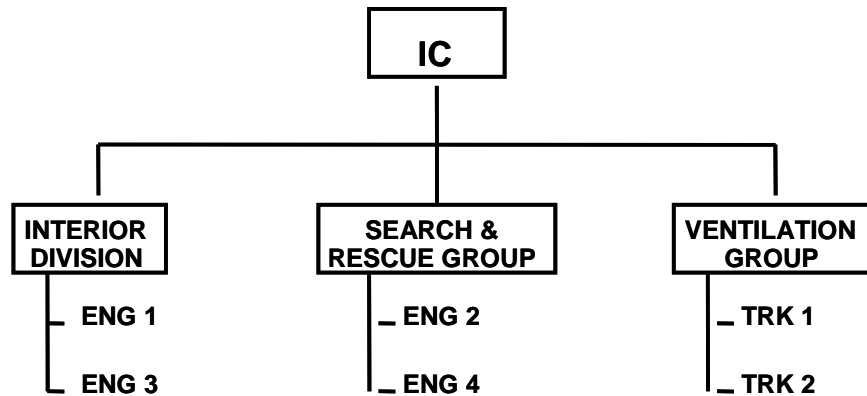 IC
INTERIOR
DIVISION
ENG 1
ENG 3
SEARCH &
RESCUE GROUP
ENG 2
ENG 4
VENTILATION
GROUP
TRK 1
TRK 2